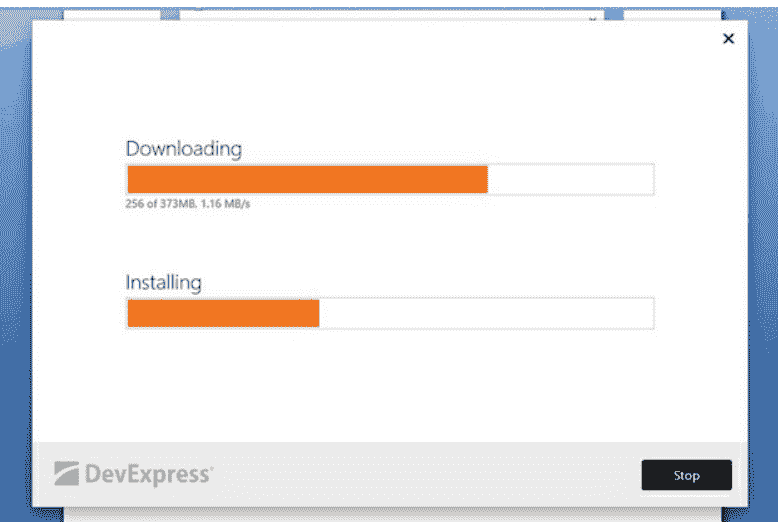 Downloading
256 of 373MB, 1.16 MB/s
Installing
DevExpress®
Stop